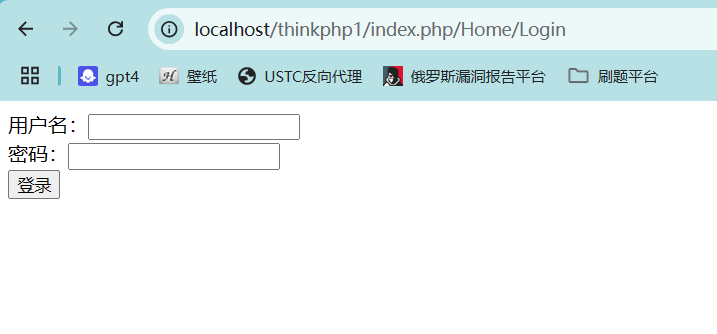 localhost/thinkphp1/index.php/Home/Login
gpt4 壁纸 USTC反向代理 俄罗斯漏洞报告平台 刷题平台
用户名：
密码：
登录